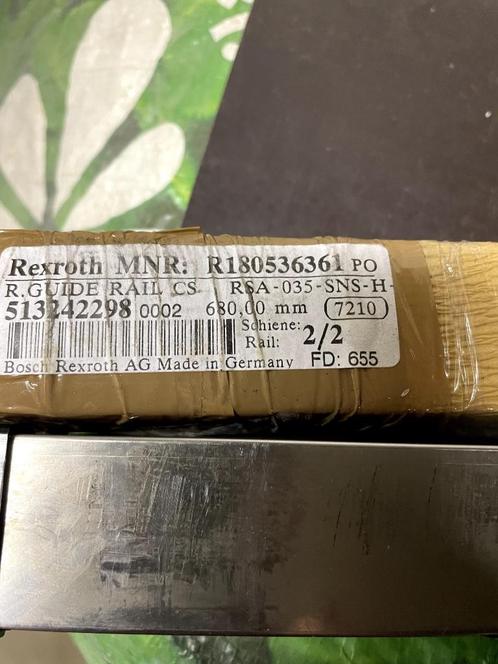 Rexroth MNR: R180536361 PO
R.GUIDE RAIL CS RSA-035-SNS-H-
513242298 0002 680,00 mm 7210
Schiene:
Rail: 2/2
Bosch Rexroth AG Made in Germany FD: 655